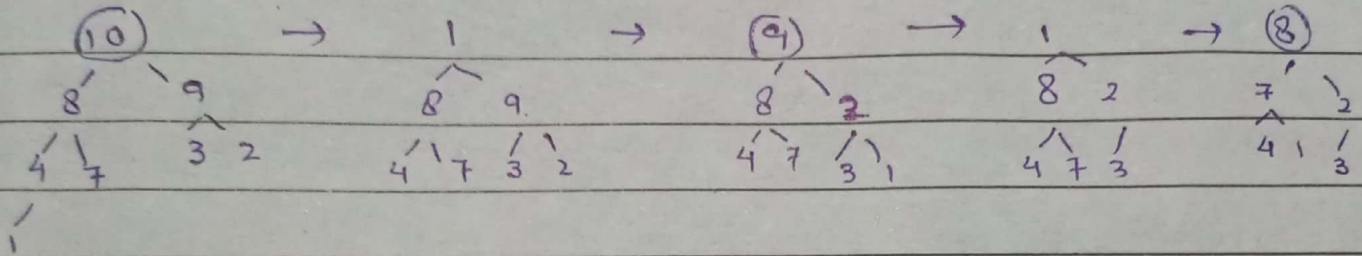 10 → 1 → 9 → 1 → 8
8 9 8 9 8 2 8 2 7 2
4 7 3 2 4 7 3 2 4 7 3 1 4 7 3 4 1 3
1